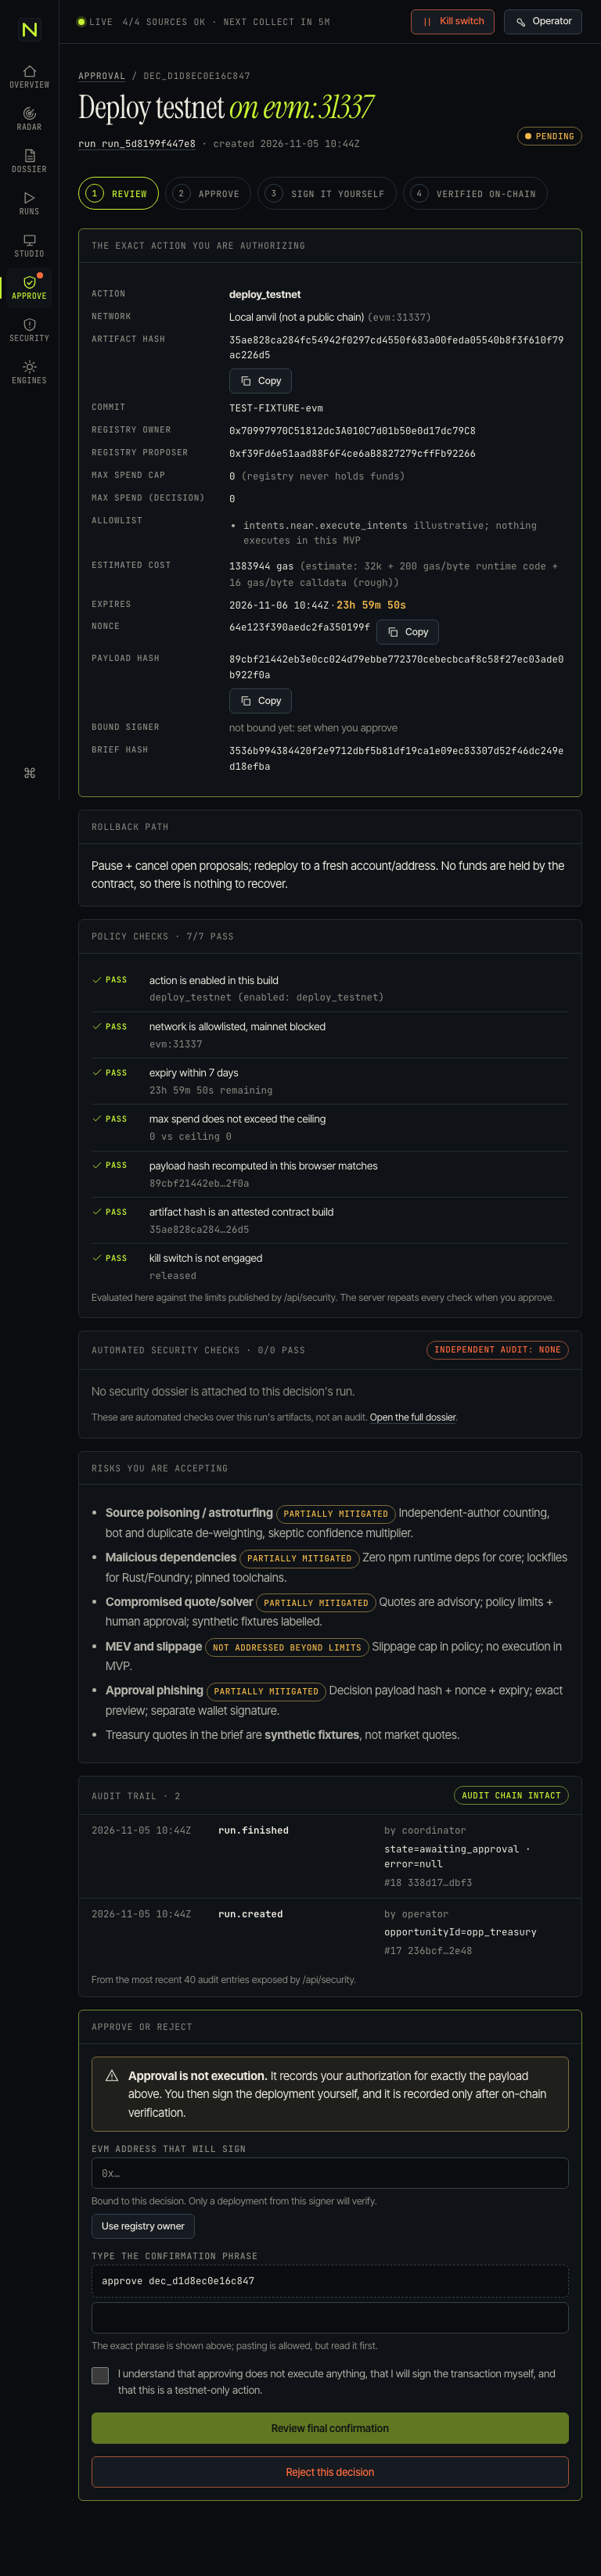 N
LIVE 4/4 SOURCES OK · NEXT COLLECT IN 5M
Kill switch
Operator
OVERVIEW
RADAR
DOSSIER
RUNS
STUDIO
APPROVE
SECURITY
ENGINES
⌘
APPROVAL / DEC_D1D8EC0E16C847
Deploy testnet on evm:31337
run run_5d8199f447e8 · created 2026-11-05 10:44Z
PENDING
1 REVIEW
2 APPROVE
3 SIGN IT YOURSELF
4 VERIFIED ON-CHAIN
THE EXACT ACTION YOU ARE AUTHORIZING
ACTION deploy_testnet
NETWORK Local anvil (not a public chain) (evm:31337)
ARTIFACT HASH 35ae828ca284fc54942f0297cd4550f683a00feda05540b8f3f610f79
ac226d5
Copy
COMMIT TEST-FIXTURE-evm
REGISTRY OWNER 0x70997970C51812dc3A010C7d01b50e0d17dc79C8
REGISTRY PROPOSER 0xf39Fd6e51aad88F6F4ce6aB8827279cffFb92266
MAX SPEND CAP 0 (registry never holds funds)
MAX SPEND (DECISION) 0
ALLOWLIST • intents.near.execute_intents illustrative; nothing
executes in this MVP
ESTIMATED COST 1383944 gas (estimate: 32k + 200 gas/byte runtime code +
16 gas/byte calldata (rough))
EXPIRES 2026-11-06 10:44Z · 23h 59m 50s
NONCE 64e123f390aedc2fa350199f Copy
PAYLOAD HASH 89cbf21442eb3e0cc024d79ebbe772370cebecbcaf8c58f27ec03ade0
b922f0a
Copy
BOUND SIGNER not bound yet: set when you approve
BRIEF HASH 3536b994384420f2e9712dbf5b81df19ca1e09ec83307d52f46dc249e
d18efba
ROLLBACK PATH
Pause + cancel open proposals; redeploy to a fresh account/address. No funds are held by the
contract, so there is nothing to recover.
POLICY CHECKS · 7/7 PASS
PASS action is enabled in this build
deploy_testnet (enabled: deploy_testnet)
PASS network is allowlisted, mainnet blocked
evm:31337
PASS expiry within 7 days
23h 59m 50s remaining
PASS max spend does not exceed the ceiling
0 vs ceiling 0
PASS payload hash recomputed in this browser matches
89cbf21442eb…2f0a
PASS artifact hash is an attested contract build
35ae828ca284…26d5
PASS kill switch is not engaged
released
Evaluated here against the limits published by /api/security. The server repeats every check when you approve.
AUTOMATED SECURITY CHECKS · 0/0 PASS
INDEPENDENT AUDIT: NONE
No security dossier is attached to this decision's run.
These are automated checks over this run's artifacts, not an audit. Open the full dossier.
RISKS YOU ARE ACCEPTING
• Source poisoning / astroturfing PARTIALLY MITIGATED Independent-author counting,
bot and duplicate de-weighting, skeptic confidence multiplier.
• Malicious dependencies PARTIALLY MITIGATED Zero npm runtime deps for core; lockfiles
for Rust/Foundry; pinned toolchains.
• Compromised quote/solver PARTIALLY MITIGATED Quotes are advisory; policy limits +
human approval; synthetic fixtures labelled.
• MEV and slippage NOT ADDRESSED BEYOND LIMITS Slippage cap in policy; no execution in
MVP.
• Approval phishing PARTIALLY MITIGATED Decision payload hash + nonce + expiry; exact
preview; separate wallet signature.
• Treasury quotes in the brief are synthetic fixtures, not market quotes.
AUDIT TRAIL · 2
AUDIT CHAIN INTACT
2026-11-05 10:44Z run.finished by coordinator
state=awaiting_approval ·
error=null
#18 338d17…dbf3
2026-11-05 10:44Z run.created by operator
opportunityId=opp_treasury
#17 236bcf…2e48
From the most recent 40 audit entries exposed by /api/security.
APPROVE OR REJECT
Approval is not execution. It records your authorization for exactly the payload
above. You then sign the deployment yourself, and it is recorded only after on-chain
verification.
EVM ADDRESS THAT WILL SIGN
0x…
Bound to this decision. Only a deployment from this signer will verify.
Use registry owner
TYPE THE CONFIRMATION PHRASE
approve dec_d1d8ec0e16c847
The exact phrase is shown above; pasting is allowed, but read it first.
I understand that approving does not execute anything, that I will sign the transaction myself, and
that this is a testnet-only action.
Review final confirmation
Reject this decision